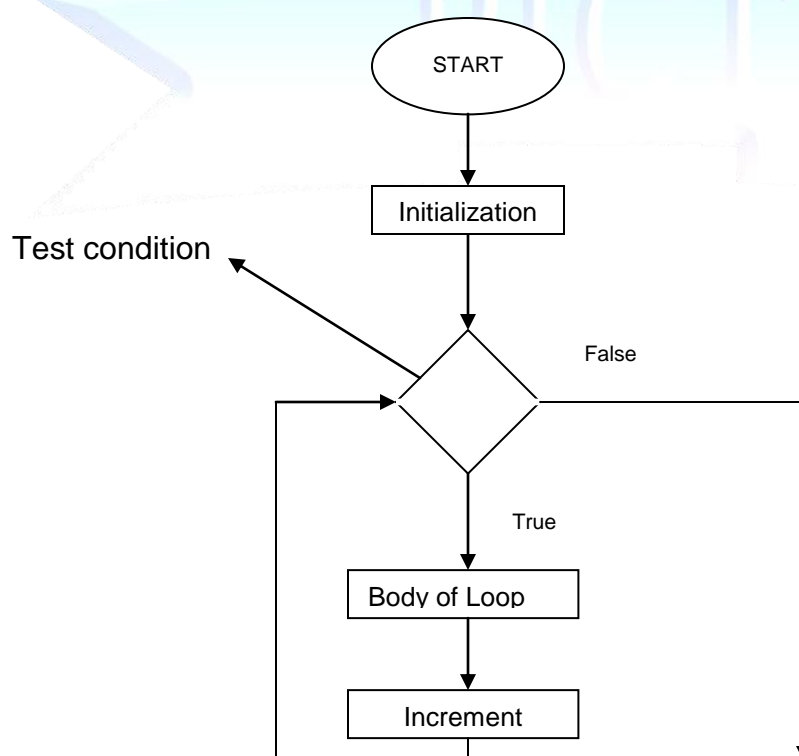 START
Initialization
Test condition
False
True
Body of Loop
Increment